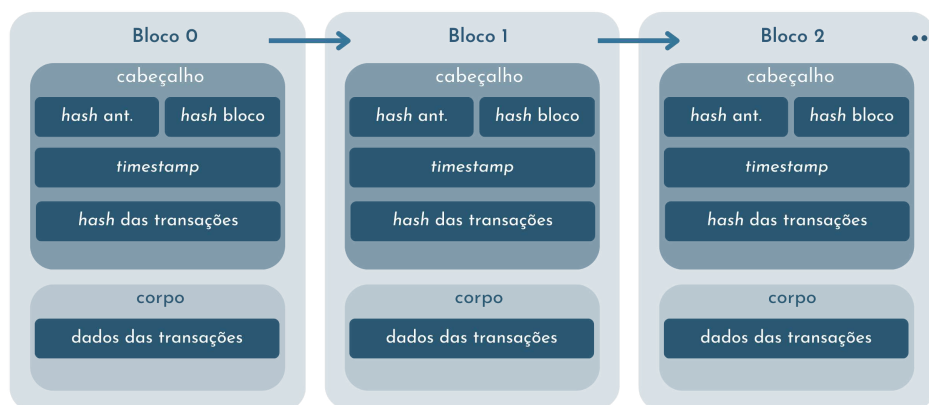 Bloco 0
cabeçalho
hash ant.
hash bloco
timestamp
hash das transações
corpo
dados das transações
Bloco 1
cabeçalho
hash ant.
hash bloco
timestamp
hash das transações
corpo
dados das transações
Bloco 2
cabeçalho
hash ant.
hash bloco
timestamp
hash das transações
corpo
dados das transações